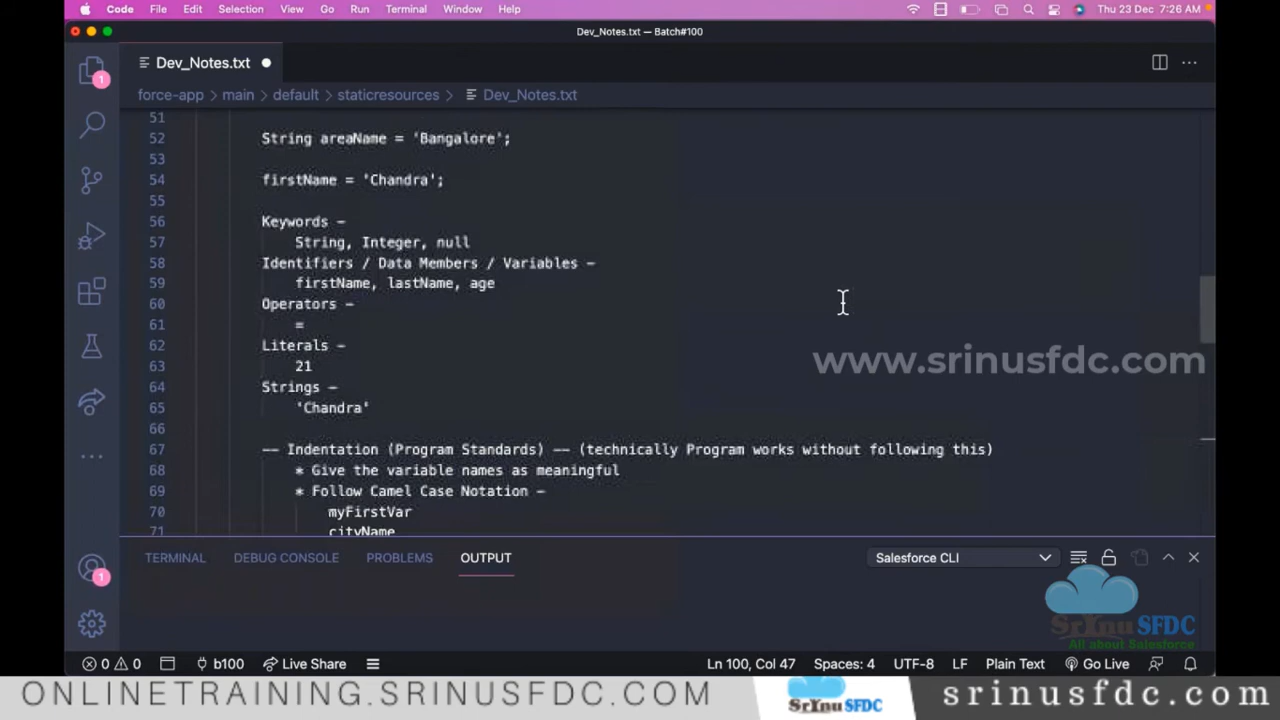 Code File Edit Selection View Go Run Terminal Window Help Thu 23 Dec 7:26 AM
Dev_Notes.txt — Batch#100
Dev_Notes.txt
force-app > main > default > staticresources > Dev_Notes.txt
51
52 String areaName = 'Bangalore';
53
54 firstName = 'Chandra';
55
56 Keywords -
57 String, Integer, null
58 Identifiers / Data Members / Variables -
59 firstName, lastName, age
60 Operators -
61 =
62 Literals -
63 21
64 Strings -
65 'Chandra'
66
67 -- Indentation (Program Standards) -- (technically Program works without following this)
68 * Give the variable names as meaningful
69 * Follow Camel Case Notation -
70 myFirstVar
71 cityName
www.srinusfdc.com
1
1
TERMINAL DEBUG CONSOLE PROBLEMS OUTPUT Salesforce CLI
SrInu SFDC
All about Salesforce
0 0 b100 Live Share Ln 100, Col 47 Spaces: 4 UTF-8 LF Plain Text Go Live
ONLINETRAINING.SRINUSFDC.COM SrInu SFDC srinusfdc.com